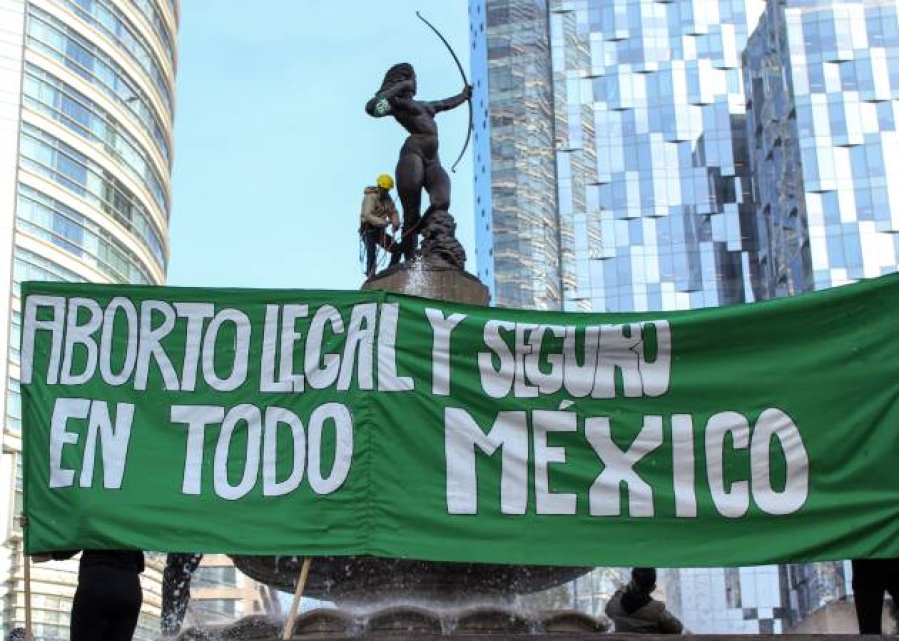 ABORTO LEGAL Y SEGURO
EN TODO MÉXICO